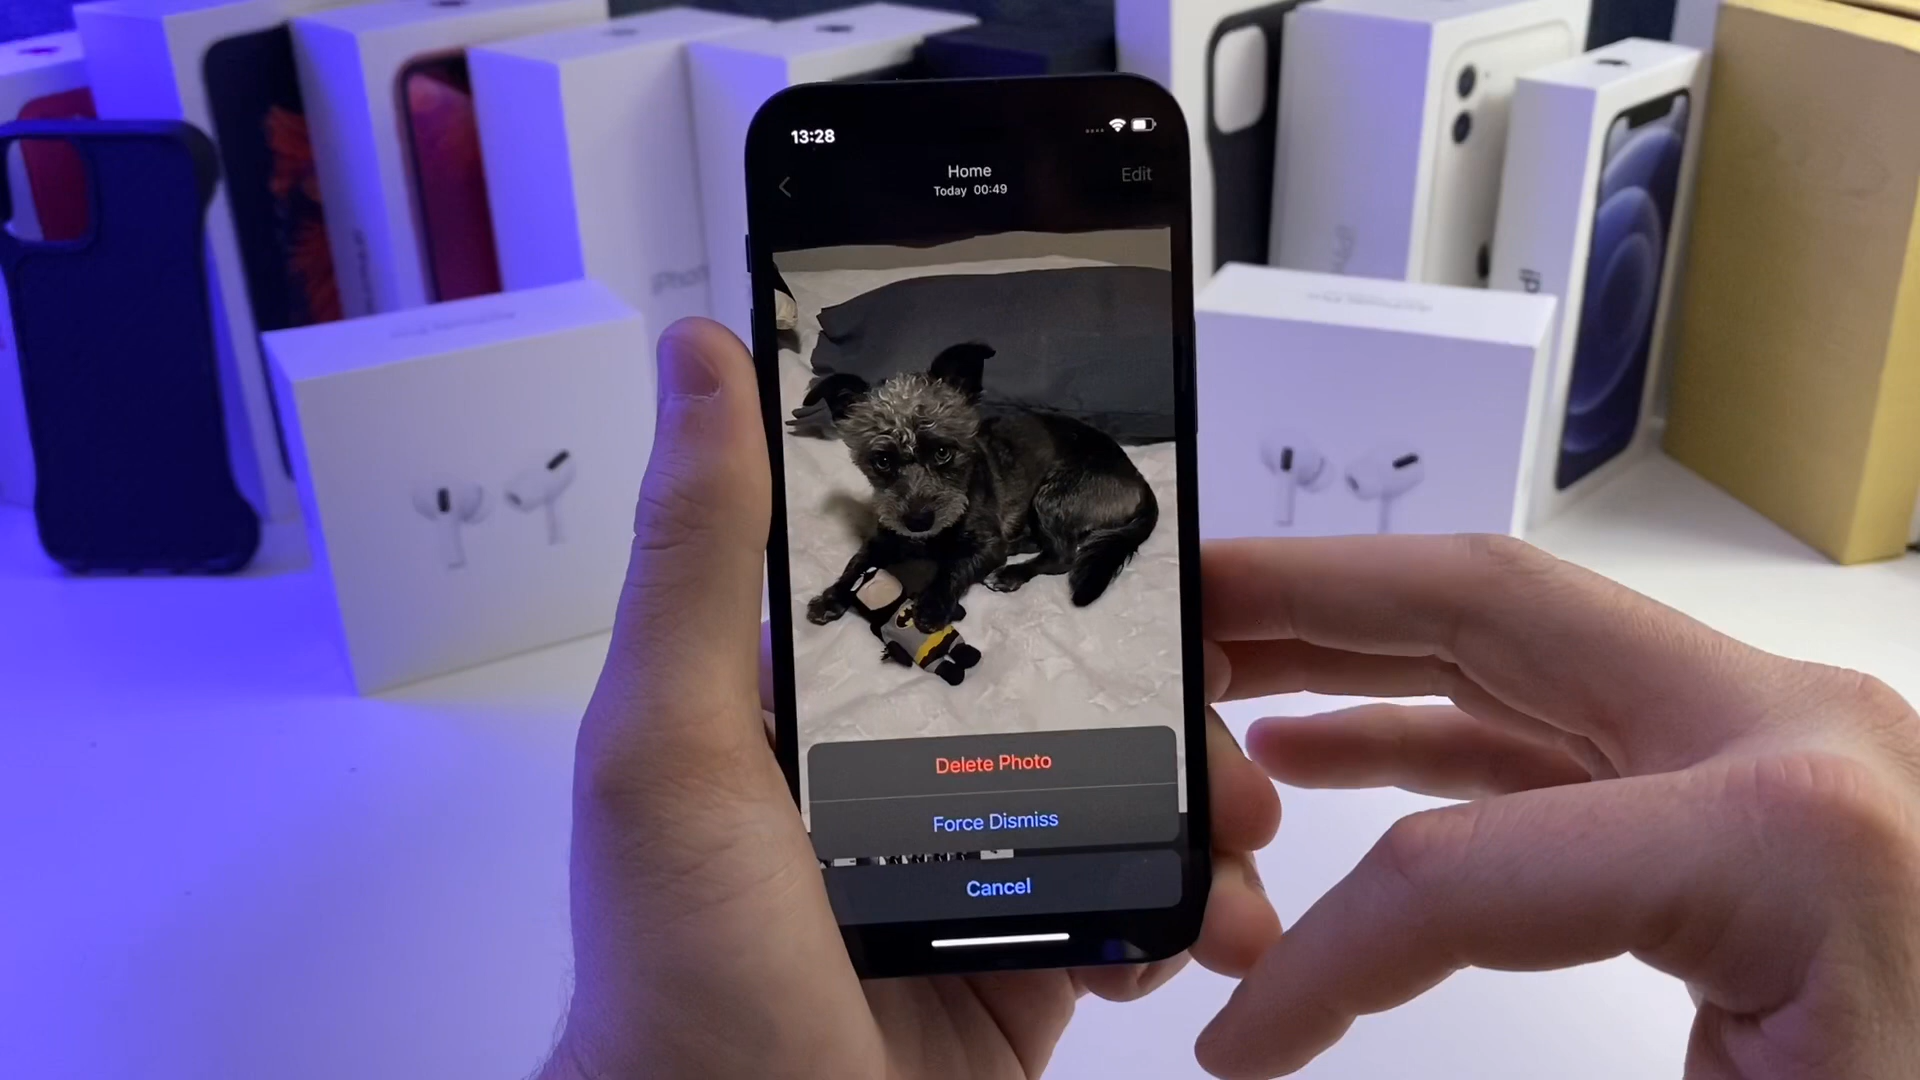 13:28
Home
Edit
Today 00:49
Delete Photo
Force Dismiss
Cancel